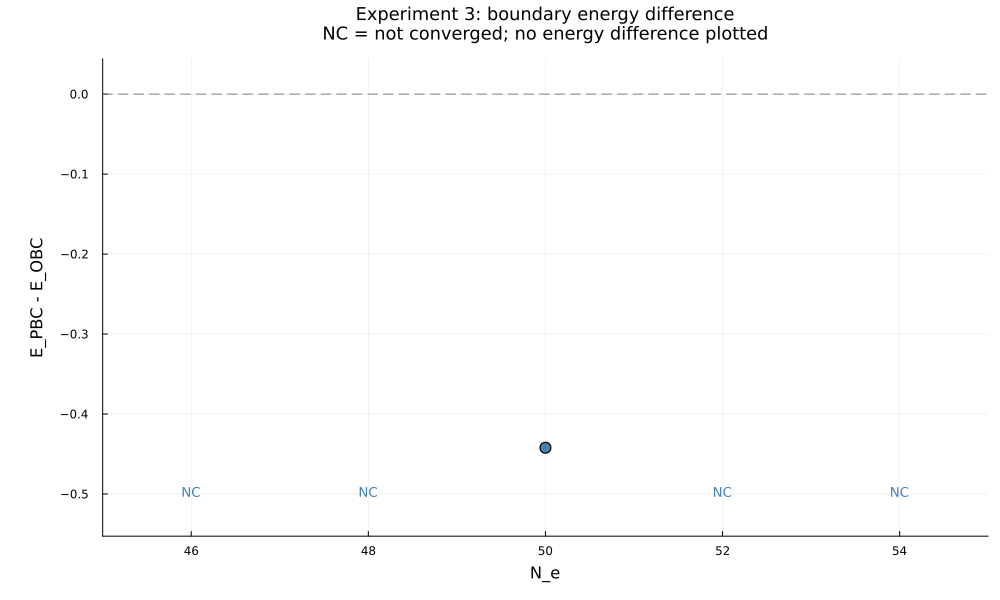 Experiment 3: boundary energy difference
NC = not converged; no energy difference plotted
0.0
−0.1
−0.2
−0.3
−0.4
−0.5
E_PBC - E_OBC
NC NC NC NC
46 48 50 52 54
N_e